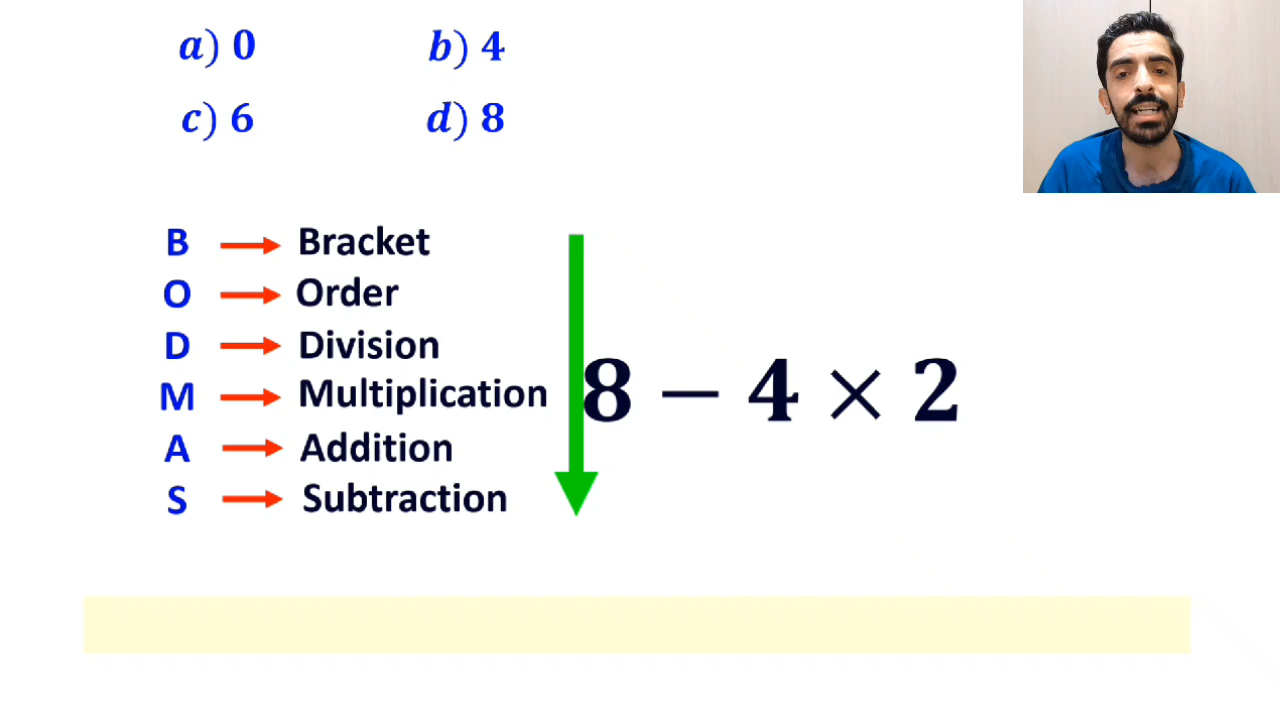 a) 0 b) 4
c) 6 d) 8
B → Bracket
O → Order
D → Division
M → Multiplication
A → Addition
S → Subtraction
8 − 4 × 2